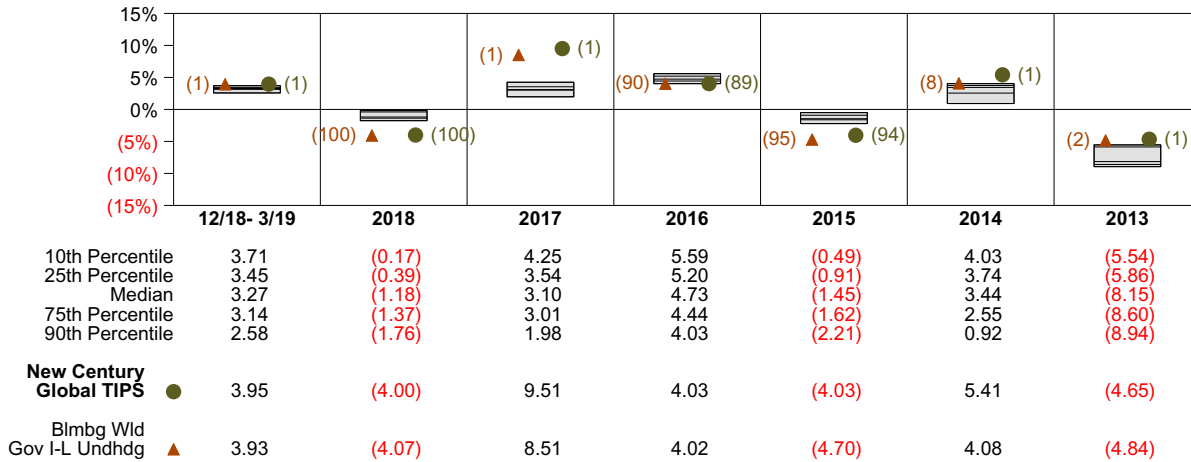 15%
10%
5%
0%
(5%)
(10%)
(15%)
(1) (1)
(100) (100)
(1) (1)
(90) (89)
(95) (94)
(8) (1)
(2) (1)
12/18- 3/19 2018 2017 2016 2015 2014 2013
10th Percentile 3.71 (0.17) 4.25 5.59 (0.49) 4.03 (5.54)
25th Percentile 3.45 (0.39) 3.54 5.20 (0.91) 3.74 (5.86)
Median 3.27 (1.18) 3.10 4.73 (1.45) 3.44 (8.15)
75th Percentile 3.14 (1.37) 3.01 4.44 (1.62) 2.55 (8.60)
90th Percentile 2.58 (1.76) 1.98 4.03 (2.21) 0.92 (8.94)
New Century
Global TIPS 3.95 (4.00) 9.51 4.03 (4.03) 5.41 (4.65)
Blmbg Wld
Gov I-L Undhdg 3.93 (4.07) 8.51 4.02 (4.70) 4.08 (4.84)